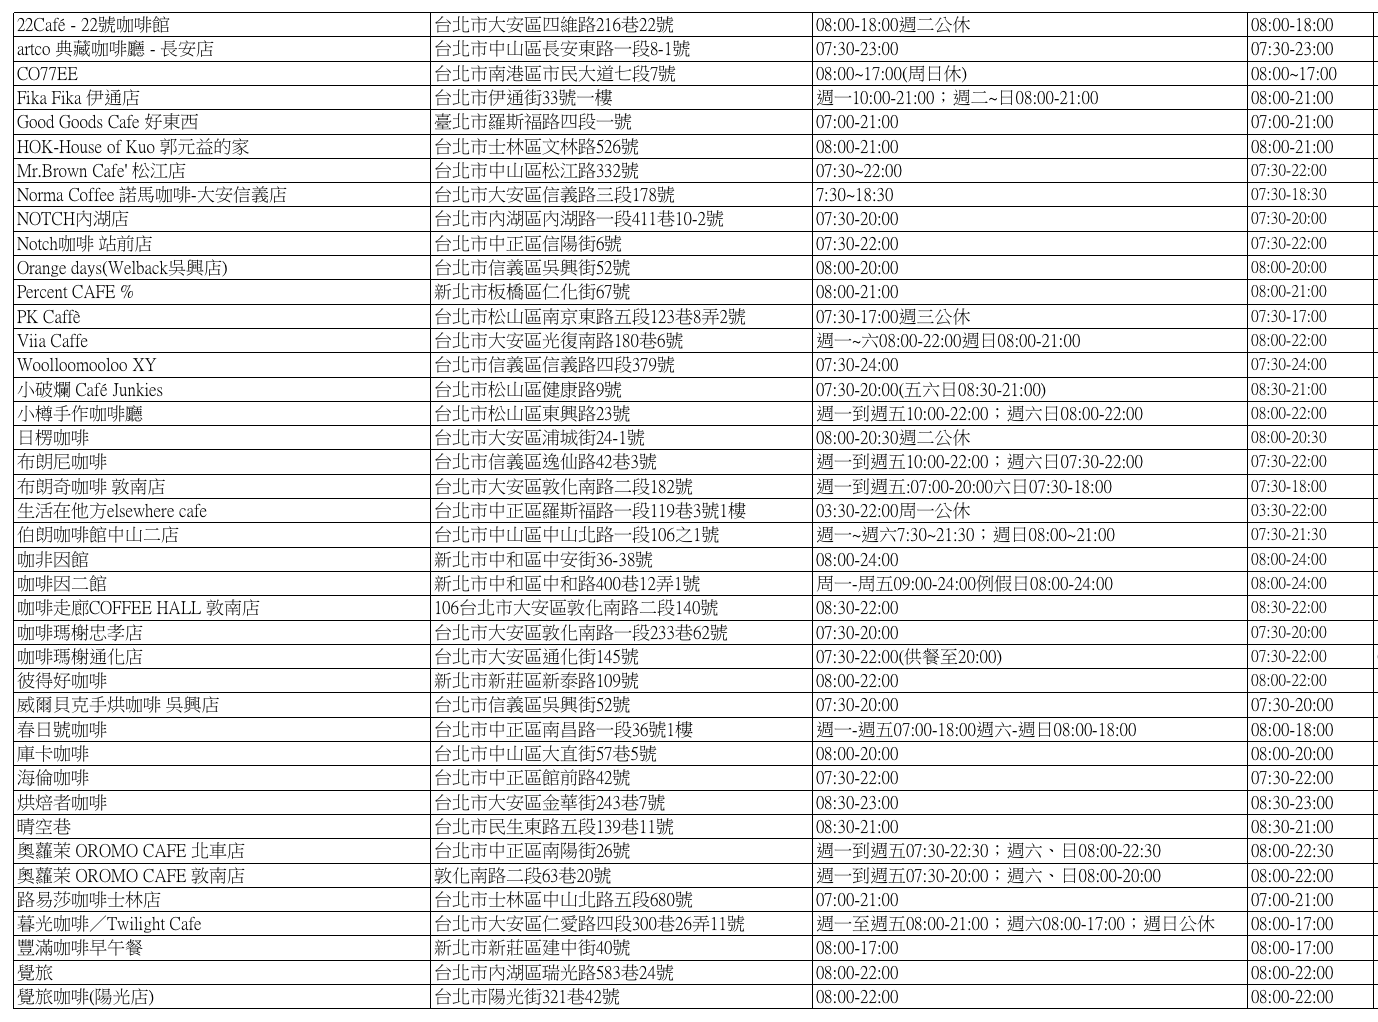 22Café - 22號咖啡館 台北市大安區四維路216巷22號 08:00-18:00週二公休 08:00-18:00
artco 典藏咖啡廳 - 長安店 台北市中山區長安東路一段8-1號 07:30-23:00 07:30-23:00
CO77EE 台北市南港區市民大道七段7號 08:00~17:00(周日休) 08:00~17:00
Fika Fika 伊通店 台北市伊通街33號一樓 週一10:00-21:00；週二~日08:00-21:00 08:00-21:00
Good Goods Cafe 好東西 臺北市羅斯福路四段一號 07:00-21:00 07:00-21:00
HOK-House of Kuo 郭元益的家 台北市士林區文林路526號 08:00-21:00 08:00-21:00
Mr.Brown Cafe' 松江店 台北市中山區松江路332號 07:30~22:00 07:30-22:00
Norma Coffee 諾馬咖啡-大安信義店 台北市大安區信義路三段178號 7:30~18:30 07:30-18:30
NOTCH內湖店 台北市內湖區內湖路一段411巷10-2號 07:30-20:00 07:30-20:00
Notch咖啡 站前店 台北市中正區信陽街6號 07:30-22:00 07:30-22:00
Orange days(Welback吳興店) 台北市信義區吳興街52號 08:00-20:00 08:00-20:00
Percent CAFE % 新北市板橋區仁化街67號 08:00-21:00 08:00-21:00
PK Caffè 台北市松山區南京東路五段123巷8弄2號 07:30-17:00週三公休 07:30-17:00
Viia Caffe 台北市大安區光復南路180巷6號 週一~六08:00-22:00週日08:00-21:00 08:00-22:00
Woolloomooloo XY 台北市信義區信義路四段379號 07:30-24:00 07:30-24:00
小破爛 Café Junkies 台北市松山區健康路9號 07:30-20:00(五六日08:30-21:00) 08:30-21:00
小樽手作咖啡廳 台北市松山區東興路23號 週一到週五10:00-22:00；週六日08:00-22:00 08:00-22:00
日楞咖啡 台北市大安區浦城街24-1號 08:00-20:30週二公休 08:00-20:30
布朗尼咖啡 台北市信義區逸仙路42巷3號 週一到週五10:00-22:00；週六日07:30-22:00 07:30-22:00
布朗奇咖啡 敦南店 台北市大安區敦化南路二段182號 週一到週五:07:00-20:00六日07:30-18:00 07:30-18:00
生活在他方elsewhere cafe 台北市中正區羅斯福路一段119巷3號1樓 03:30-22:00周一公休 03:30-22:00
伯朗咖啡館中山二店 台北市中山區中山北路一段106之1號 週一~週六7:30~21:30；週日08:00~21:00 07:30-21:30
咖非因館 新北市中和區中安街36-38號 08:00-24:00 08:00-24:00
咖啡因二館 新北市中和區中和路400巷12弄1號 周一-周五09:00-24:00例假日08:00-24:00 08:00-24:00
咖啡走廊COFFEE HALL 敦南店 106台北市大安區敦化南路二段140號 08:30-22:00 08:30-22:00
咖啡瑪榭忠孝店 台北市大安區敦化南路一段233巷62號 07:30-20:00 07:30-20:00
咖啡瑪榭通化店 台北市大安區通化街145號 07:30-22:00(供餐至20:00) 07:30-22:00
彼得好咖啡 新北市新莊區新泰路109號 08:00-22:00 08:00-22:00
威爾貝克手烘咖啡 吳興店 台北市信義區吳興街52號 07:30-20:00 07:30-20:00
春日號咖啡 台北市中正區南昌路一段36號1樓 週一-週五07:00-18:00週六-週日08:00-18:00 08:00-18:00
庫卡咖啡 台北市中山區大直街57巷5號 08:00-20:00 08:00-20:00
海倫咖啡 台北市中正區館前路42號 07:30-22:00 07:30-22:00
烘焙者咖啡 台北市大安區金華街243巷7號 08:30-23:00 08:30-23:00
晴空巷 台北市民生東路五段139巷11號 08:30-21:00 08:30-21:00
奧蘿茉 OROMO CAFE 北車店 台北市中正區南陽街26號 週一到週五07:30-22:30；週六、日08:00-22:30 08:00-22:30
奧蘿茉 OROMO CAFE 敦南店 敦化南路二段63巷20號 週一到週五07:30-20:00；週六、日08:00-20:00 08:00-22:00
路易莎咖啡士林店 台北市士林區中山北路五段680號 07:00-21:00 07:00-21:00
暮光咖啡／Twilight Cafe 台北市大安區仁愛路四段300巷26弄11號 週一至週五08:00-21:00；週六08:00-17:00；週日公休 08:00-17:00
豐滿咖啡早午餐 新北市新莊區建中街40號 08:00-17:00 08:00-17:00
覺旅 台北市內湖區瑞光路583巷24號 08:00-22:00 08:00-22:00
覺旅咖啡(陽光店) 台北市陽光街321巷42號 08:00-22:00 08:00-22:00